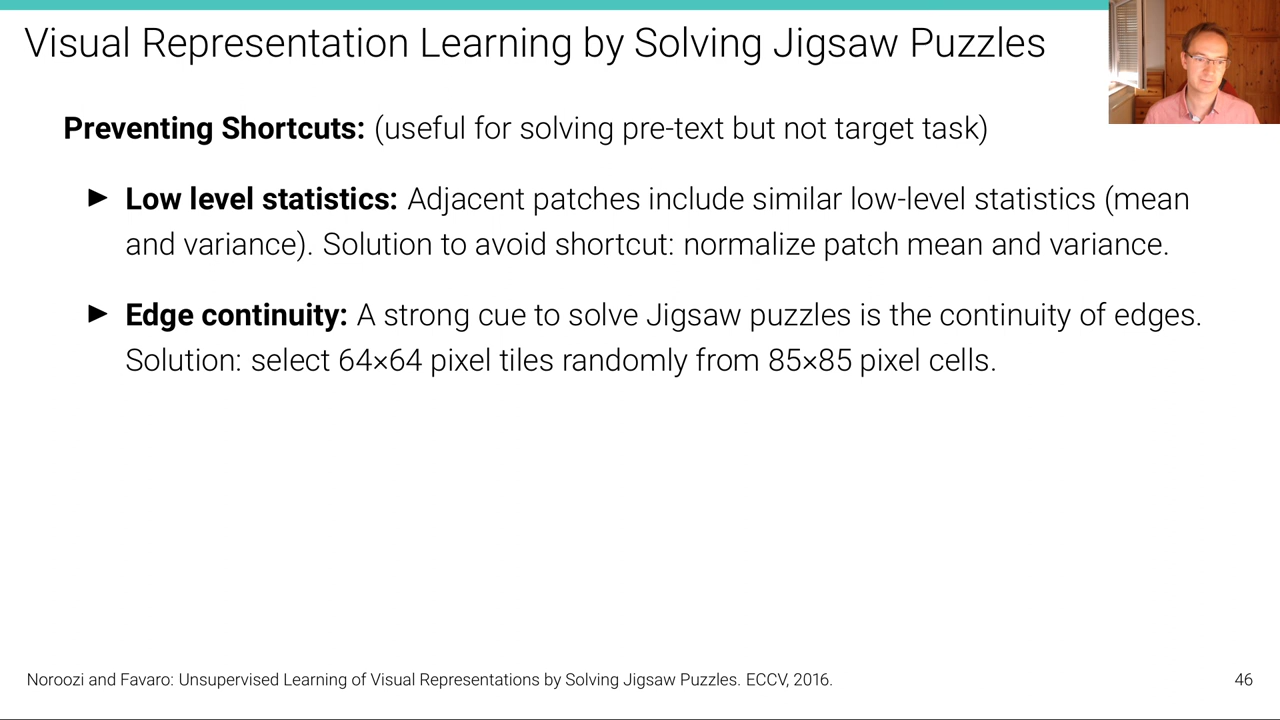 Visual Representation Learning by Solving Jigsaw Puzzles
Preventing Shortcuts: (useful for solving pre-text but not target task)
► Low level statistics: Adjacent patches include similar low-level statistics (mean
and variance). Solution to avoid shortcut: normalize patch mean and variance.
► Edge continuity: A strong cue to solve Jigsaw puzzles is the continuity of edges.
Solution: select 64×64 pixel tiles randomly from 85×85 pixel cells.
Noroozi and Favaro: Unsupervised Learning of Visual Representations by Solving Jigsaw Puzzles. ECCV, 2016.
46